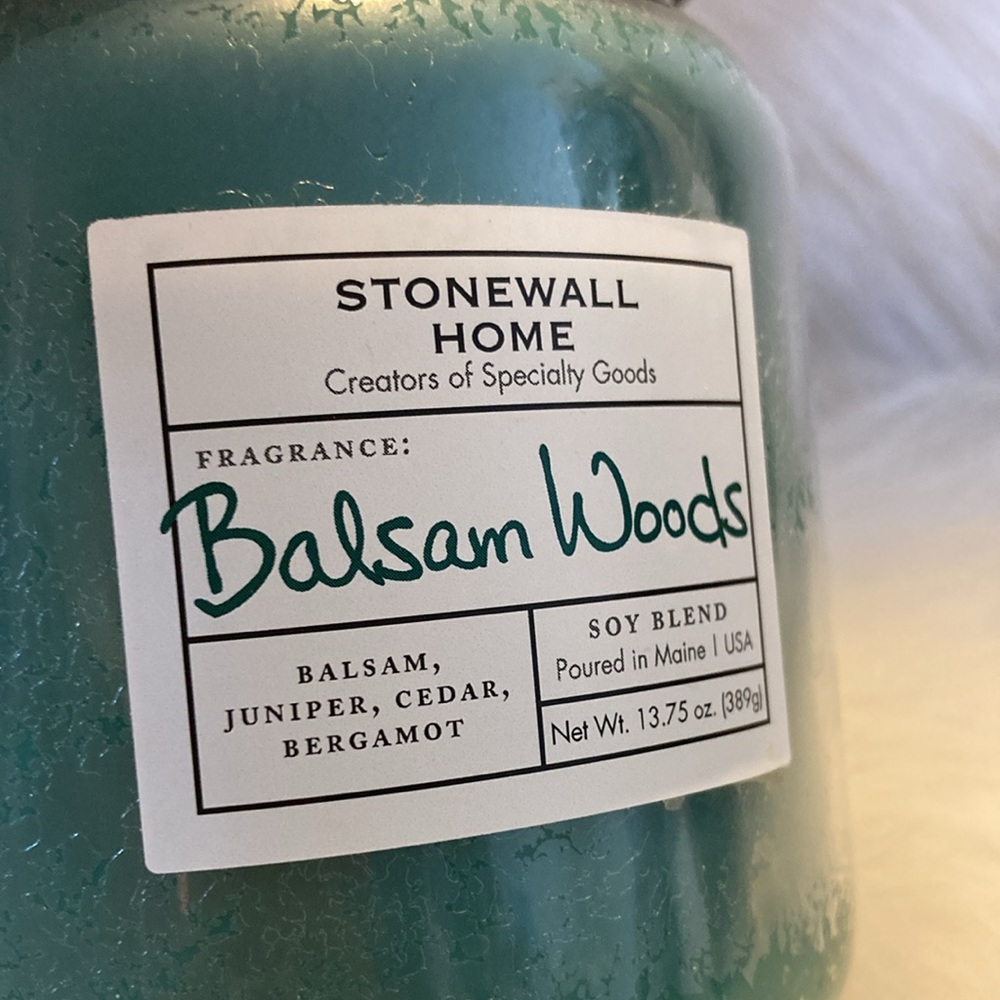 STONEWALL
HOME
Creators of Specialty Goods
FRAGRANCE:
Balsam Woods
BALSAM,
JUNIPER, CEDAR,
BERGAMOT
SOY BLEND
Poured in Maine | USA
Net Wt. 13.75 oz. (389g)